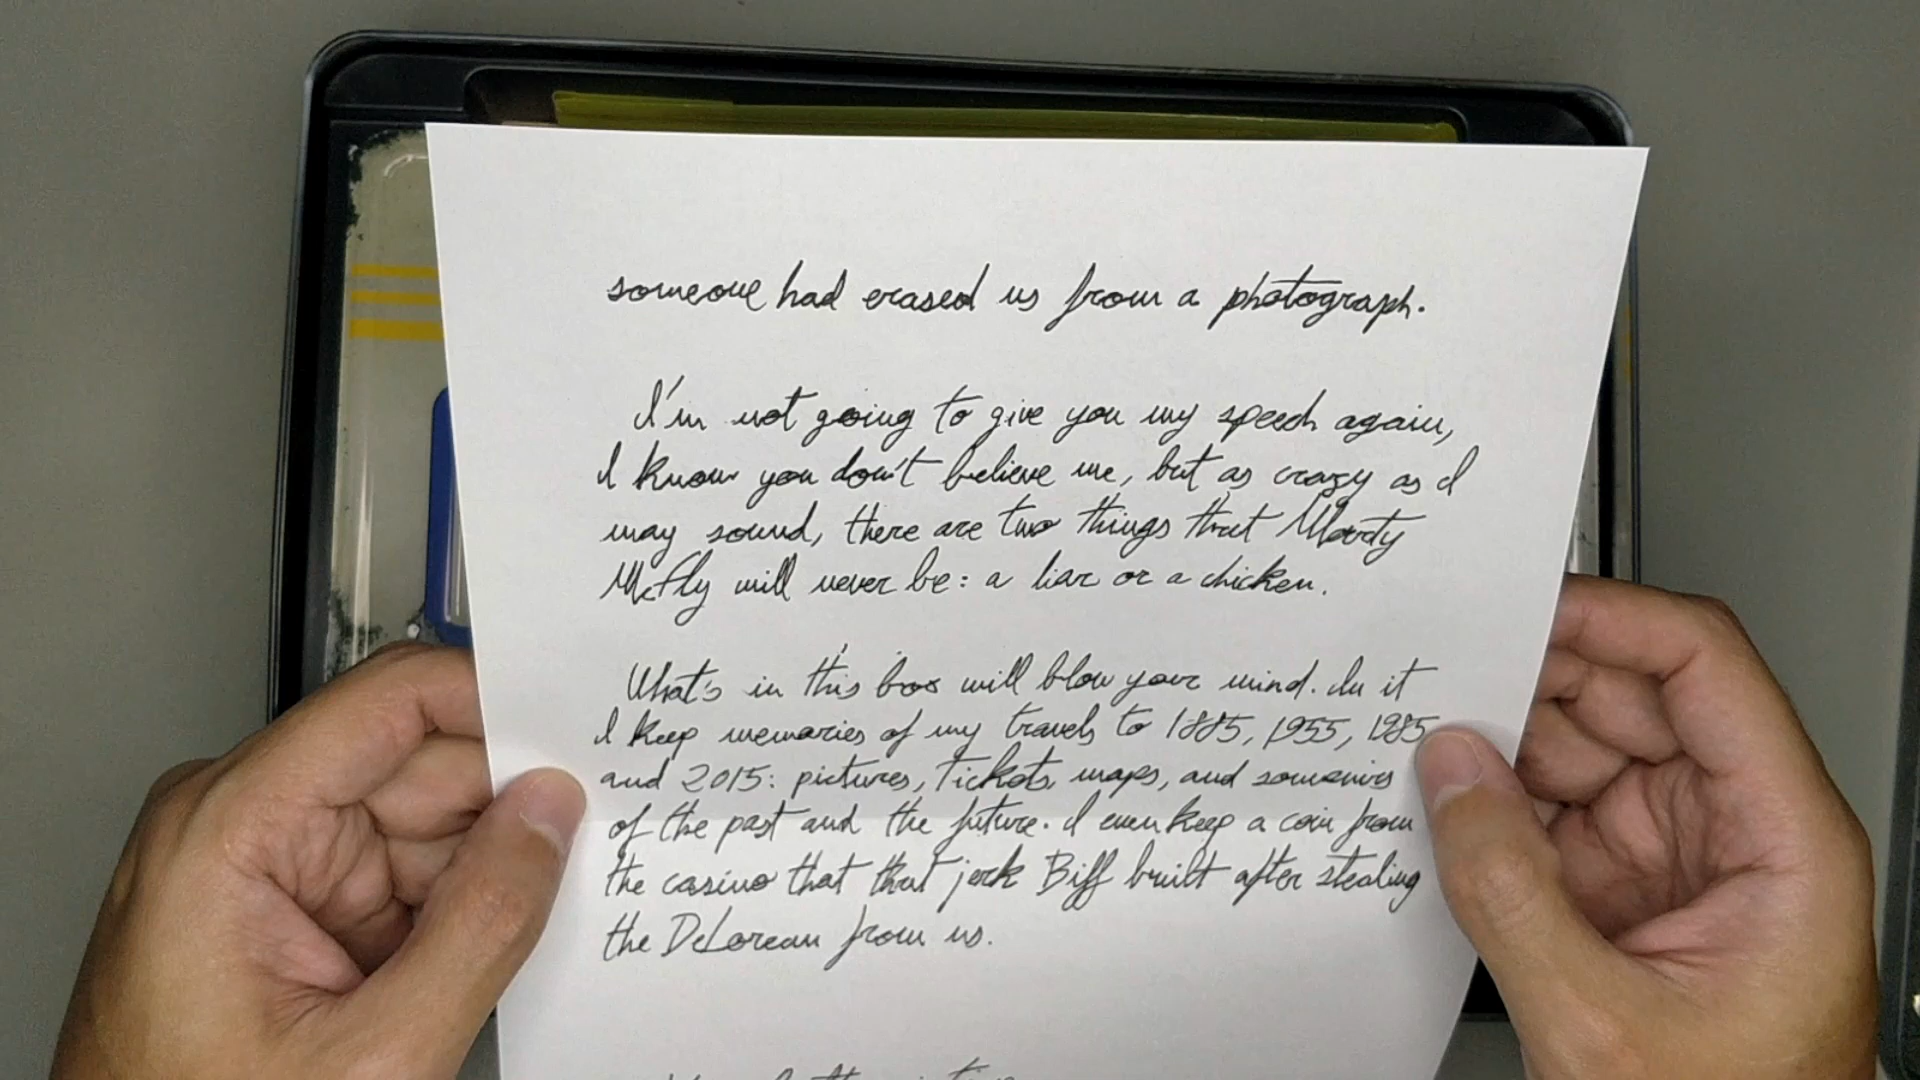 someone had erased us from a photograph.
I'm not going to give you my speech again,
I know you don't believe me, but as crazy as I
may sound, there are two things that Marty
McFly will never be: a liar or a chicken.
What's in this box will blow your mind. In it
I keep memories of my travels to 1885, 1955, 1985
and 2015: pictures, tickets, maps, and souvenirs
of the past and the future. I even keep a coin from
the casino that that jerk Biff built after stealing
the DeLorean from us.